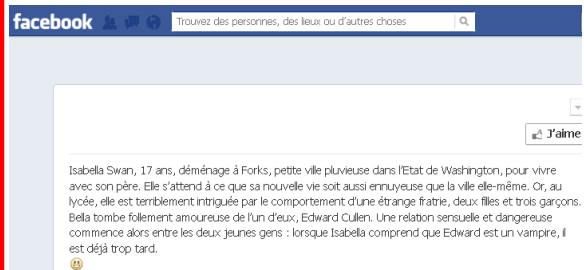 facebook
Trouvez des personnes, des lieux ou d'autres choses
J'aime
Isabella Swan, 17 ans, déménage à Forks, petite ville pluvieuse dans l'Etat de Washington, pour vivre
avec son père. Elle s'attend à ce que sa nouvelle vie soit aussi ennuyeuse que la ville elle-même. Or, au
lycée, elle est terriblement intriguée par le comportement d'une étrange fratrie, deux filles et trois garçons.
Bella tombe follement amoureuse de l'un d'eux, Edward Cullen. Une relation sensuelle et dangereuse
commence alors entre les deux jeunes gens : lorsque Isabella comprend que Edward est un vampire, il
est déjà trop tard.